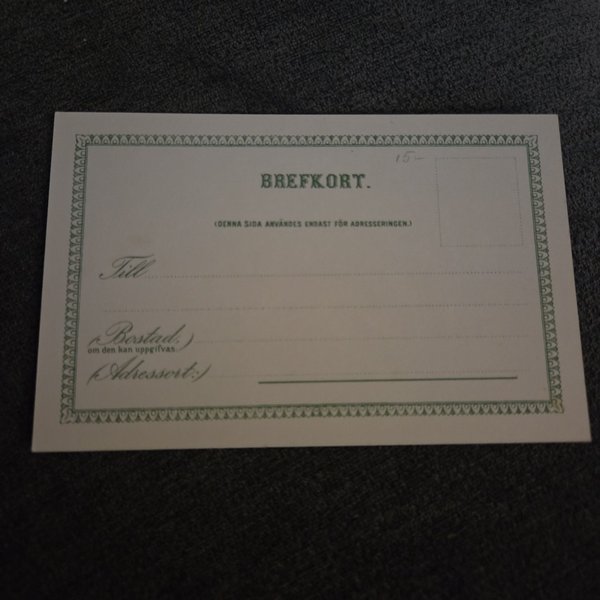 15-
BREFKORT.
(DENNA SIDA ANVÄNDES ENDAST FÖR ADRESSERINGEN.)
Till
(Bostad.)
om den kan uppgifvas.
(Adressort:)